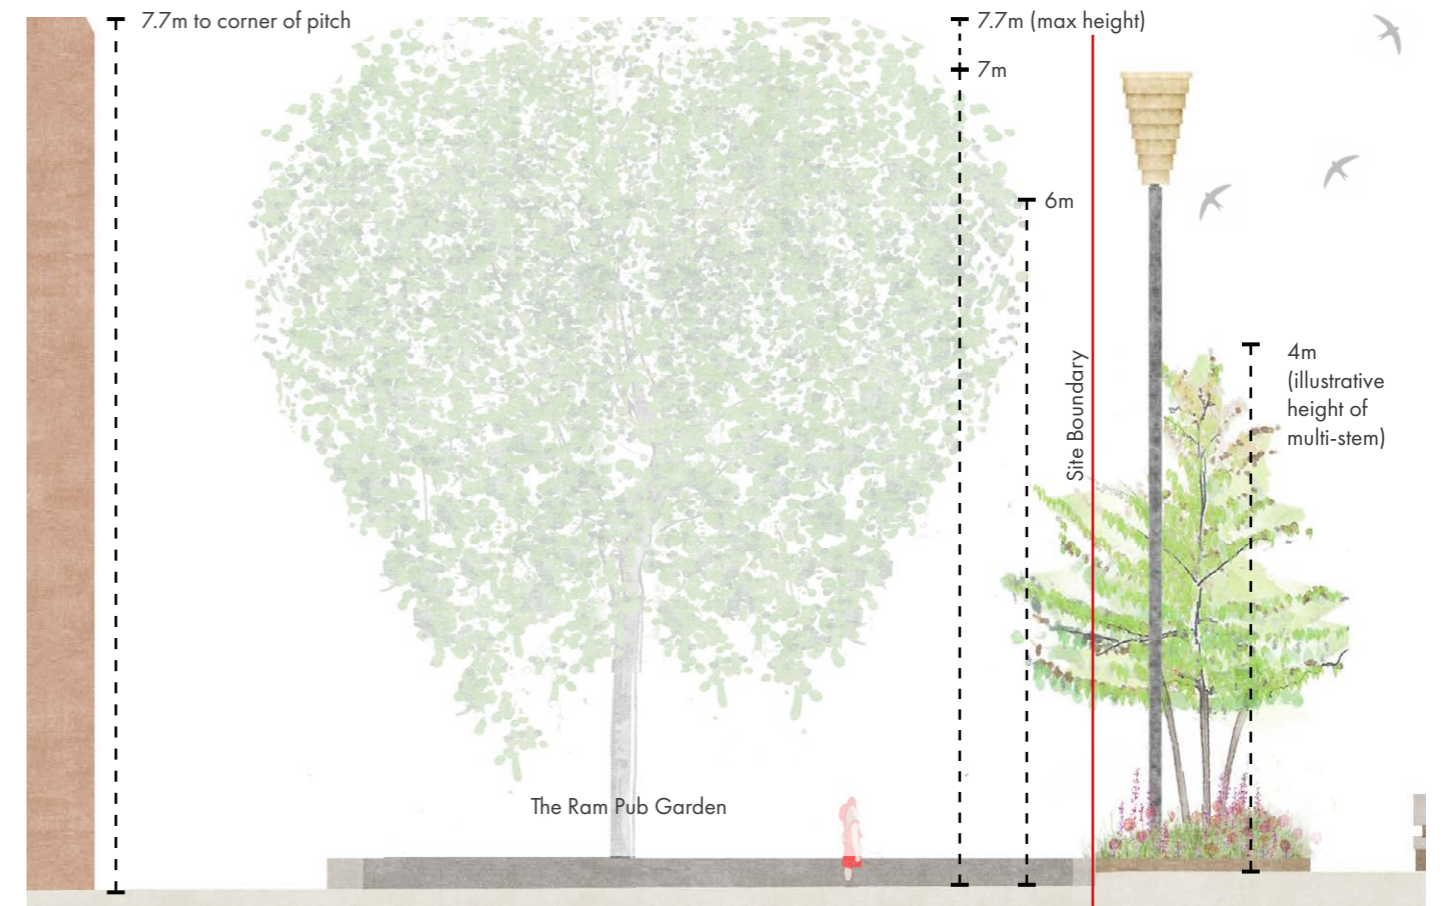 7.7m to corner of pitch
7.7m (max height)
7m
6m
Site Boundary
4m
(illustrative
height of
multi-stem)
The Ram Pub Garden